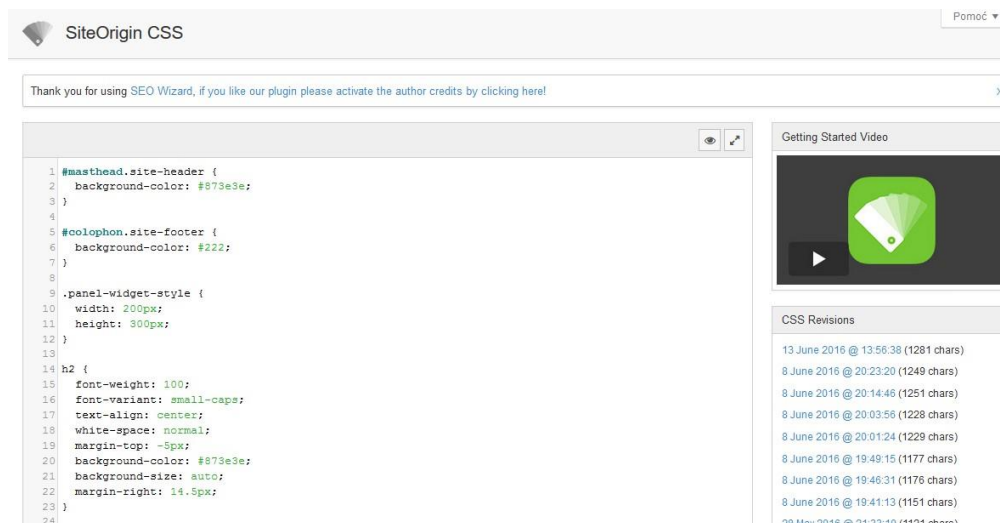 Pomoć ▼
SiteOrigin CSS
Thank you for using SEO Wizard, if you like our plugin please activate the author credits by clicking here!
1 #masthead.site-header {
2 background-color: #873e3e;
3 }
4
5 #colophon.site-footer {
6 background-color: #222;
7 }
8
9 .panel-widget-style {
10 width: 200px;
11 height: 300px;
12 }
13
14 h2 {
15 font-weight: 100;
16 font-variant: small-caps;
17 text-align: center;
18 white-space: normal;
19 margin-top: -5px;
20 background-color: #873e3e;
21 background-size: auto;
22 margin-right: 14.5px;
23 }
24
Getting Started Video
CSS Revisions
13 June 2016 @ 13:56:38 (1281 chars)
8 June 2016 @ 20:23:20 (1249 chars)
8 June 2016 @ 20:14:46 (1251 chars)
8 June 2016 @ 20:03:56 (1228 chars)
8 June 2016 @ 20:01:24 (1229 chars)
8 June 2016 @ 19:49:15 (1177 chars)
8 June 2016 @ 19:46:31 (1176 chars)
8 June 2016 @ 19:41:13 (1151 chars)